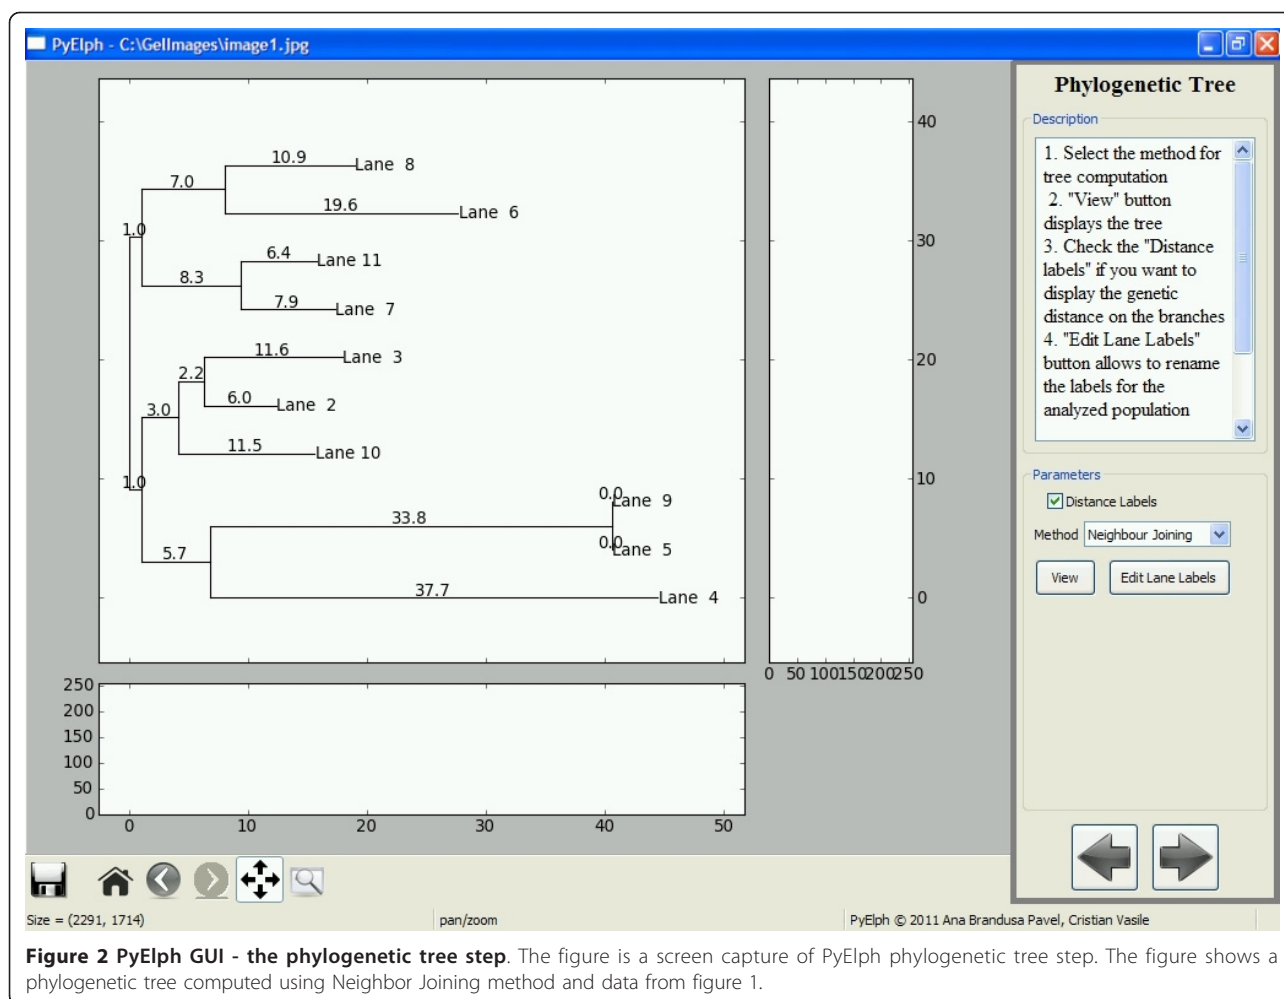 PyElph - C:\GelImages\image1.jpg
10.9
Lane 8
7.0
19.6
Lane 6
1.0
6.4
Lane 11
8.3
7.9
Lane 7
11.6
Lane 3
2.2
6.0
Lane 2
3.0
11.5
Lane 10
1.0
0.0
Lane 9
33.8
0.0
Lane 5
5.7
37.7
Lane 4
40
30
20
10
0
0 50 100 150 200 250
250
200
150
100
50
0
0 10 20 30 40 50
Phylogenetic Tree
Description
1. Select the method for
tree computation
2. "View" button
displays the tree
3. Check the "Distance
labels" if you want to
display the genetic
distance on the branches
4. "Edit Lane Labels"
button allows to rename
the labels for the
analyzed population
Parameters
Distance Labels
Method Neighbour Joining
View Edit Lane Labels
Size = (2291, 1714) pan/zoom PyElph © 2011 Ana Brandusa Pavel, Cristian Vasile
Figure 2 PyElph GUI - the phylogenetic tree step. The figure is a screen capture of PyElph phylogenetic tree step. The figure shows a
phylogenetic tree computed using Neighbor Joining method and data from figure 1.